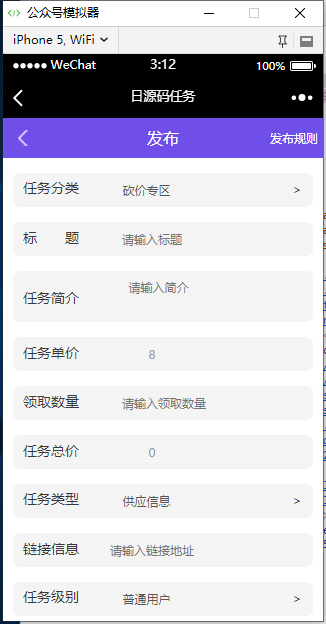 公众号模拟器
iPhone 5, WiFi
WeChat 3:12 100%
日源码任务
发布 发布规则
任务分类 砍价专区 >
标 题 请输入标题
任务简介 请输入简介
任务单价 8
领取数量 请输入领取数量
任务总价 0
任务类型 供应信息 >
链接信息 请输入链接地址
任务级别 普通用户 >